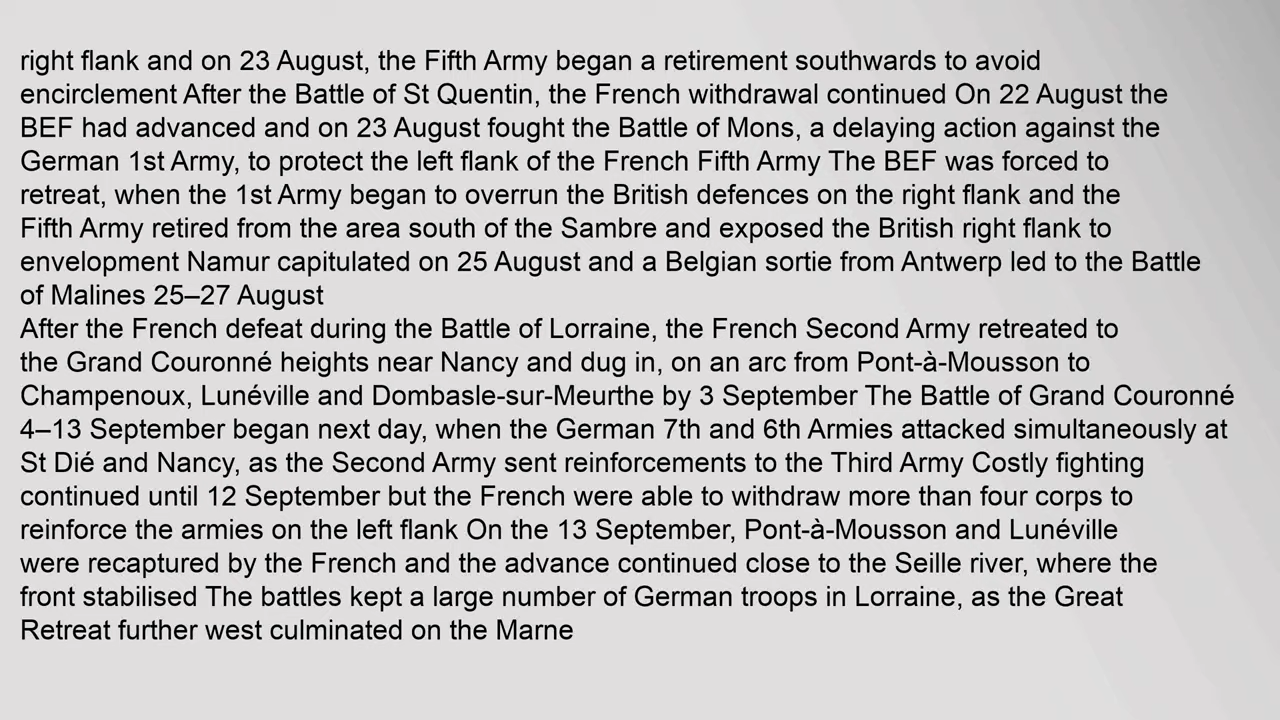 right flank and on 23 August, the Fifth Army began a retirement southwards to avoid
encirclement After the Battle of St Quentin, the French withdrawal continued On 22 August the
BEF had advanced and on 23 August fought the Battle of Mons, a delaying action against the
German 1st Army, to protect the left flank of the French Fifth Army The BEF was forced to
retreat, when the 1st Army began to overrun the British defences on the right flank and the
Fifth Army retired from the area south of the Sambre and exposed the British right flank to
envelopment Namur capitulated on 25 August and a Belgian sortie from Antwerp led to the Battle
of Malines 25–27 August
After the French defeat during the Battle of Lorraine, the French Second Army retreated to
the Grand Couronné heights near Nancy and dug in, on an arc from Pont-à-Mousson to
Champenoux, Lunéville and Dombasle-sur-Meurthe by 3 September The Battle of Grand Couronné
4–13 September began next day, when the German 7th and 6th Armies attacked simultaneously at
St Dié and Nancy, as the Second Army sent reinforcements to the Third Army Costly fighting
continued until 12 September but the French were able to withdraw more than four corps to
reinforce the armies on the left flank On the 13 September, Pont-à-Mousson and Lunéville
were recaptured by the French and the advance continued close to the Seille river, where the
front stabilised The battles kept a large number of German troops in Lorraine, as the Great
Retreat further west culminated on the Marne